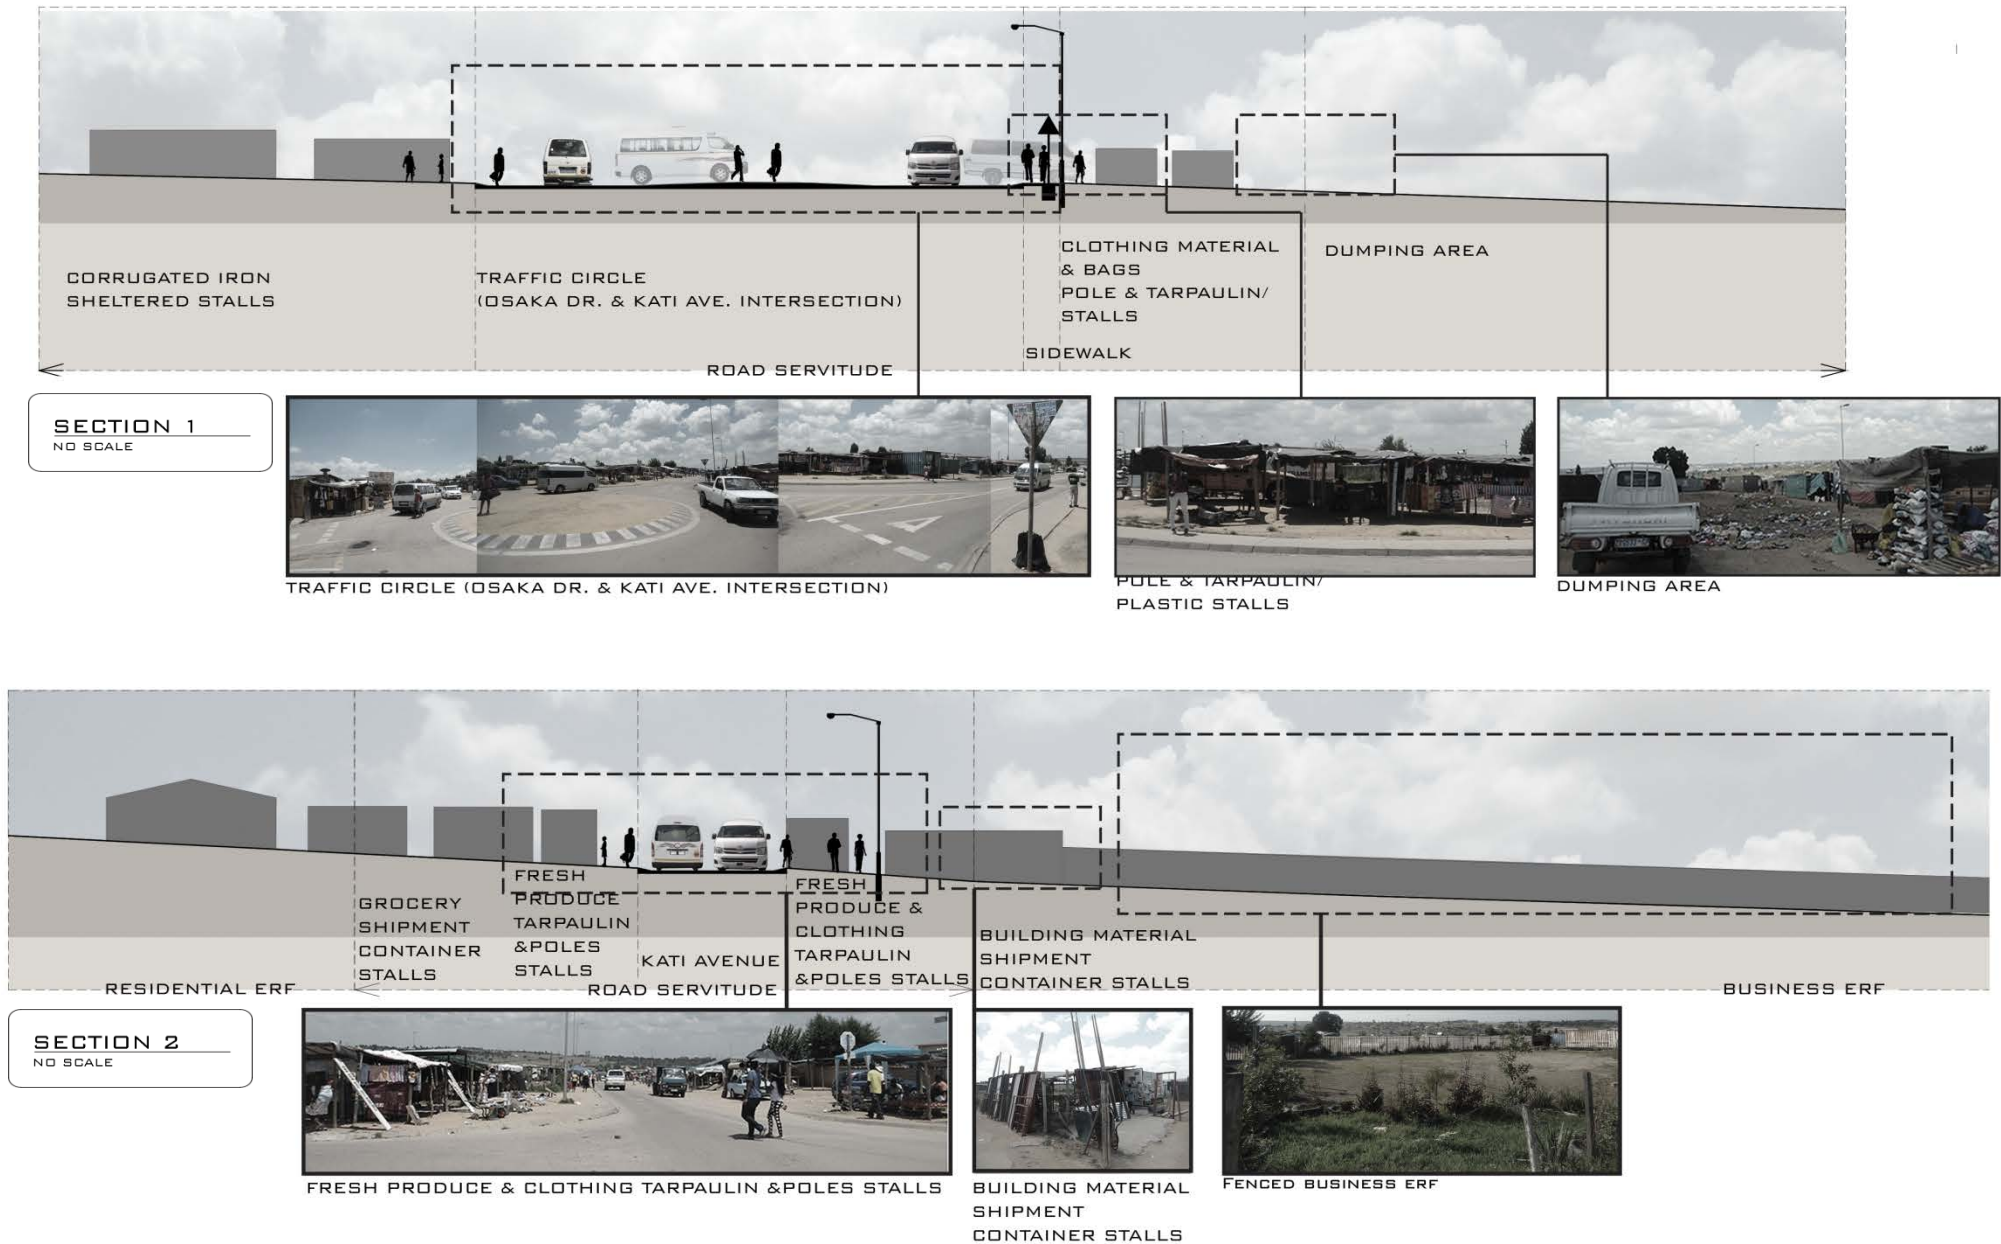 CORRUGATED IRON
SHELTERED STALLS
TRAFFIC CIRCLE
(OSAKA DR. & KATI AVE. INTERSECTION)
CLOTHING MATERIAL
& BAGS
POLE & TARPAULIN/
STALLS
DUMPING AREA
SIDEWALK
ROAD SERVITUDE
SECTION 1
NO SCALE
TRAFFIC CIRCLE (OSAKA DR. & KATI AVE. INTERSECTION)
POLE & TARPAULIN/
PLASTIC STALLS
DUMPING AREA
GROCERY
SHIPMENT
CONTAINER
STALLS
FRESH
PRODUCE
TARPAULIN
&POLES
STALLS
KATI AVENUE
FRESH
PRODUCE &
CLOTHING
TARPAULIN
&POLES STALLS
BUILDING MATERIAL
SHIPMENT
CONTAINER STALLS
RESIDENTIAL ERF
ROAD SERVITUDE
BUSINESS ERF
SECTION 2
NO SCALE
FRESH PRODUCE & CLOTHING TARPAULIN &POLES STALLS
BUILDING MATERIAL
SHIPMENT
CONTAINER STALLS
FENCED BUSINESS ERF